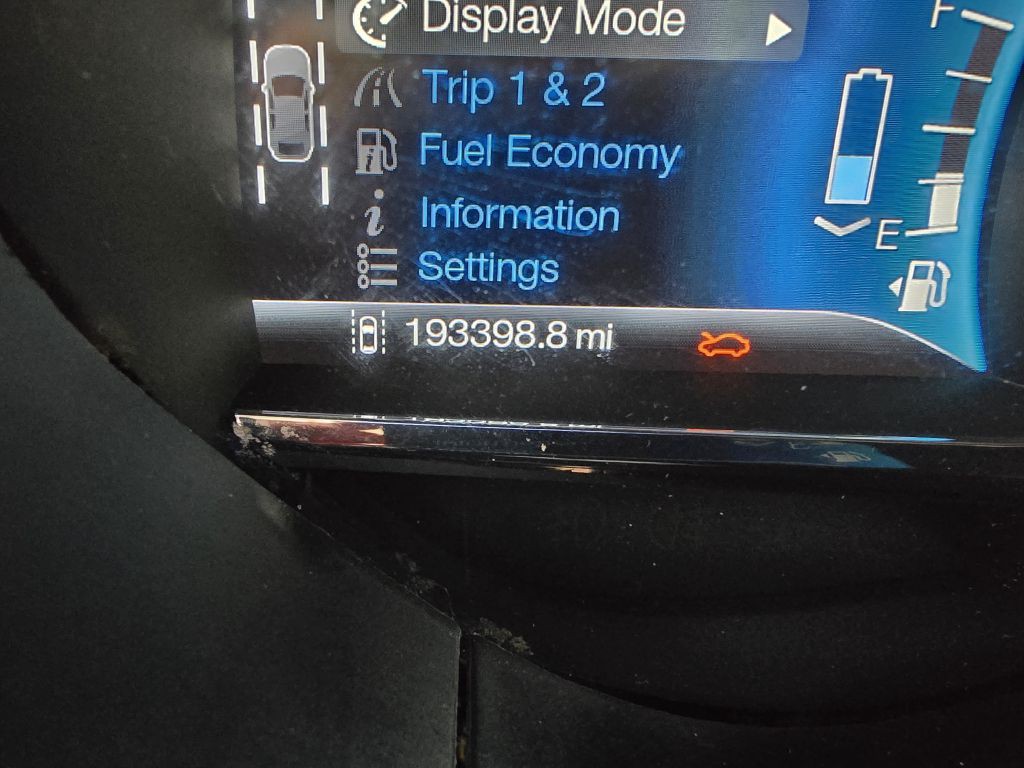 Display Mode
F
Trip 1 & 2
Fuel Economy
Information
E
Settings
193398.8 mi